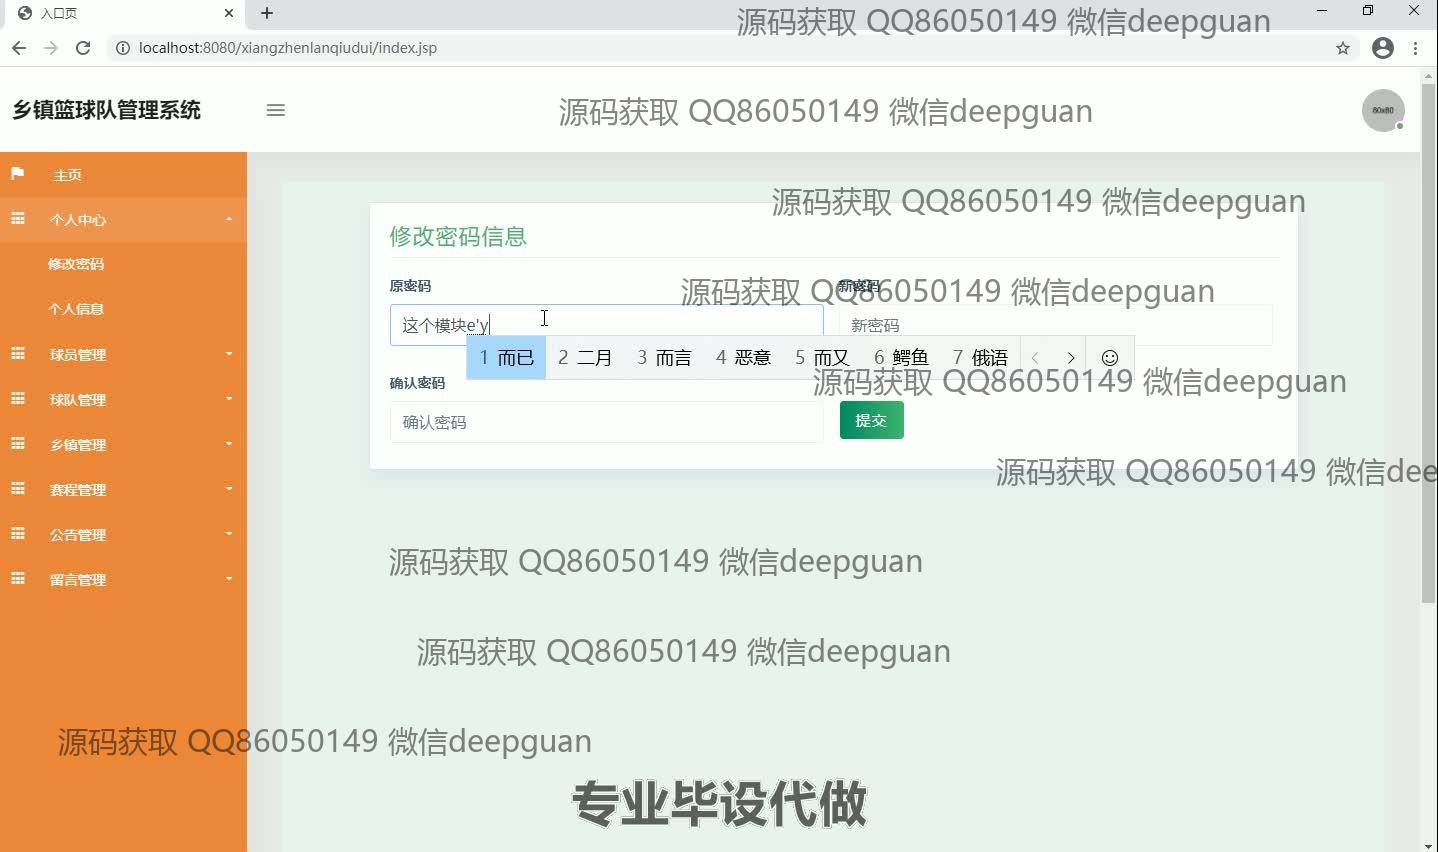 入口页
源码获取 QQ86050149 微信deepguan
localhost:8080/xiangzhenlanqiudui/index.jsp
乡镇篮球队管理系统
源码获取 QQ86050149 微信deepguan
60x60
主页
个人中心
修改密码
个人信息
球员管理
球队管理
乡镇管理
赛程管理
公告管理
留言管理
源码获取 QQ86050149 微信deepguan
修改密码信息
原密码
新密码
源码获取 QQ86050149 微信deepguan
这个模块e'y
新密码
1 而已 2 二月 3 而言 4 恶意 5 而又 6 鳄鱼 7 俄语
确认密码
源码获取 QQ86050149 微信deepguan
确认密码
提交
源码获取 QQ86050149 微信dee
源码获取 QQ86050149 微信deepguan
源码获取 QQ86050149 微信deepguan
源码获取 QQ86050149 微信deepguan
专业毕设代做